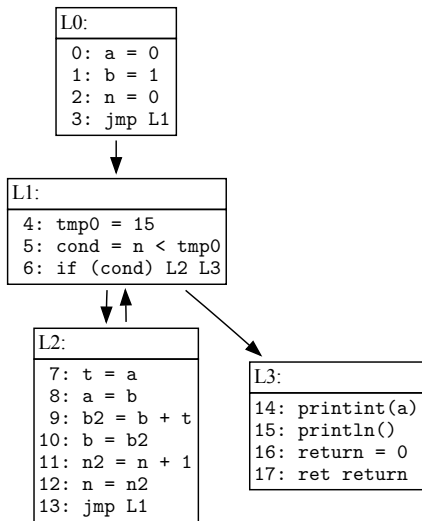 L0:
0: a = 0
1: b = 1
2: n = 0
3: jmp L1
L1:
4: tmp0 = 15
5: cond = n < tmp0
6: if (cond) L2 L3
L2:
7: t = a
8: a = b
9: b2 = b + t
10: b = b2
11: n2 = n + 1
12: n = n2
13: jmp L1
L3:
14: printint(a)
15: println()
16: return = 0
17: ret return